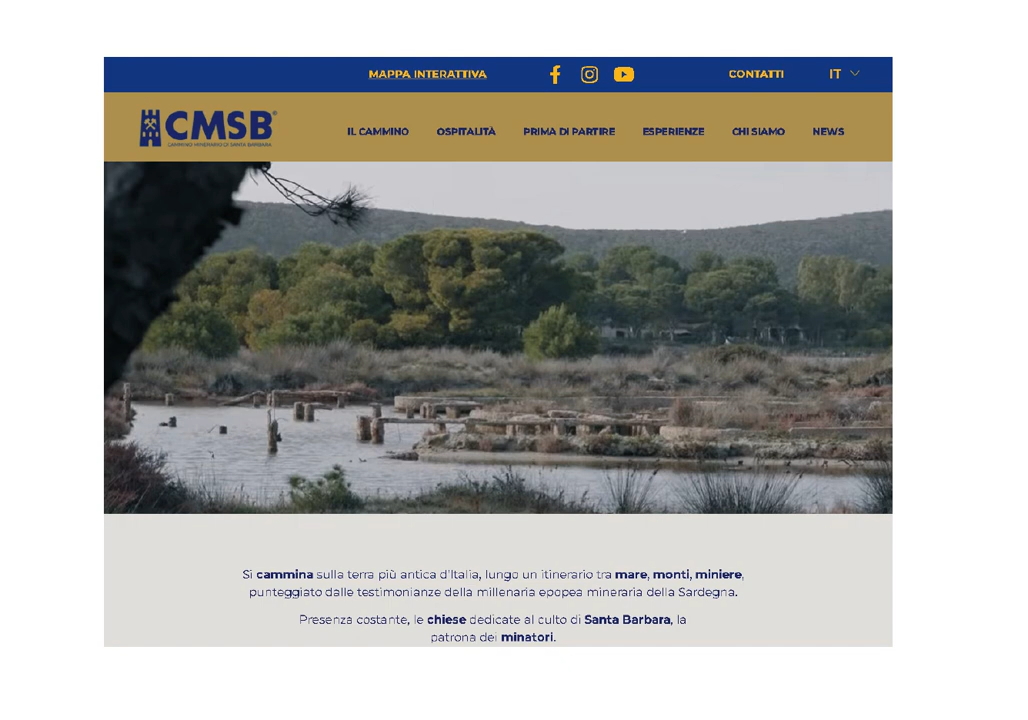 MAPPA INTERATTIVA
CONTATTI
IT
CMSB®
CAMMINO MINERARIO DI SANTA BARBARA
IL CAMMINO
OSPITALITÀ
PRIMA DI PARTIRE
ESPERIENZE
CHI SIAMO
NEWS
Si cammina sulla terra più antica d'Italia, lungo un itinerario tra mare, monti, miniere,
punteggiato dalle testimonianze della millenaria epopea mineraria della Sardegna.
Presenza costante, le chiese dedicate al culto di Santa Barbara, la
patrona dei minatori.